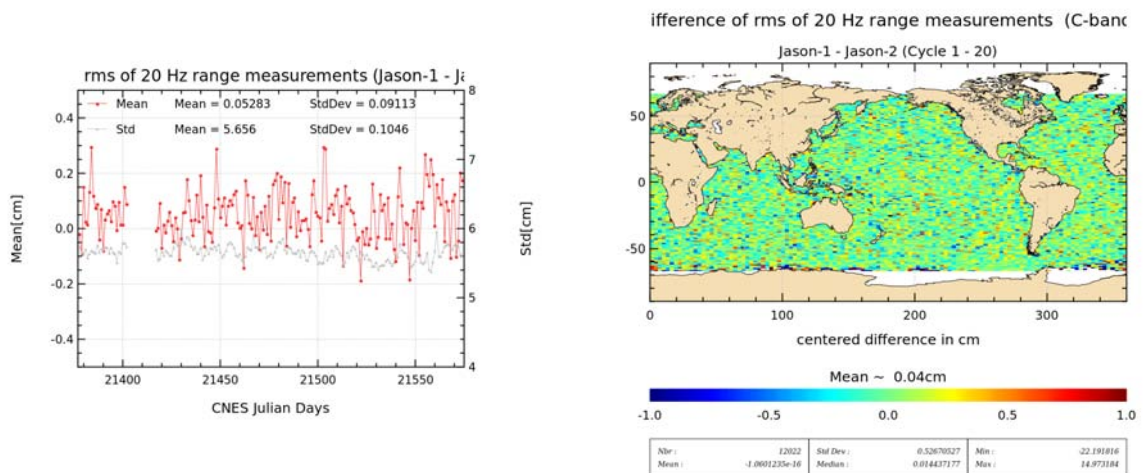 rms of 20 Hz range measurements (Jason-1 - Ja
Mean Mean = 0.05283 StdDev = 0.09113
Std Mean = 5.656 StdDev = 0.1046
0.4
0.2
0.0
-0.2
-0.4
Mean[cm]
8
7
6
5
4
Std[cm]
21400 21450 21500 21550
CNES Julian Days
ifference of rms of 20 Hz range measurements (C-band
Jason-1 - Jason-2 (Cycle 1 - 20)
50
0
-50
0 100 200 300
centered difference in cm
Mean ~ 0.04cm
-1.0 -0.5 0.0 0.5 1.0
Nbr : 12022 Std Dev : 0.52670527 Min : -22.191816
Mean : -1.0601235e-16 Median : 0.014437177 Max : 14.973184